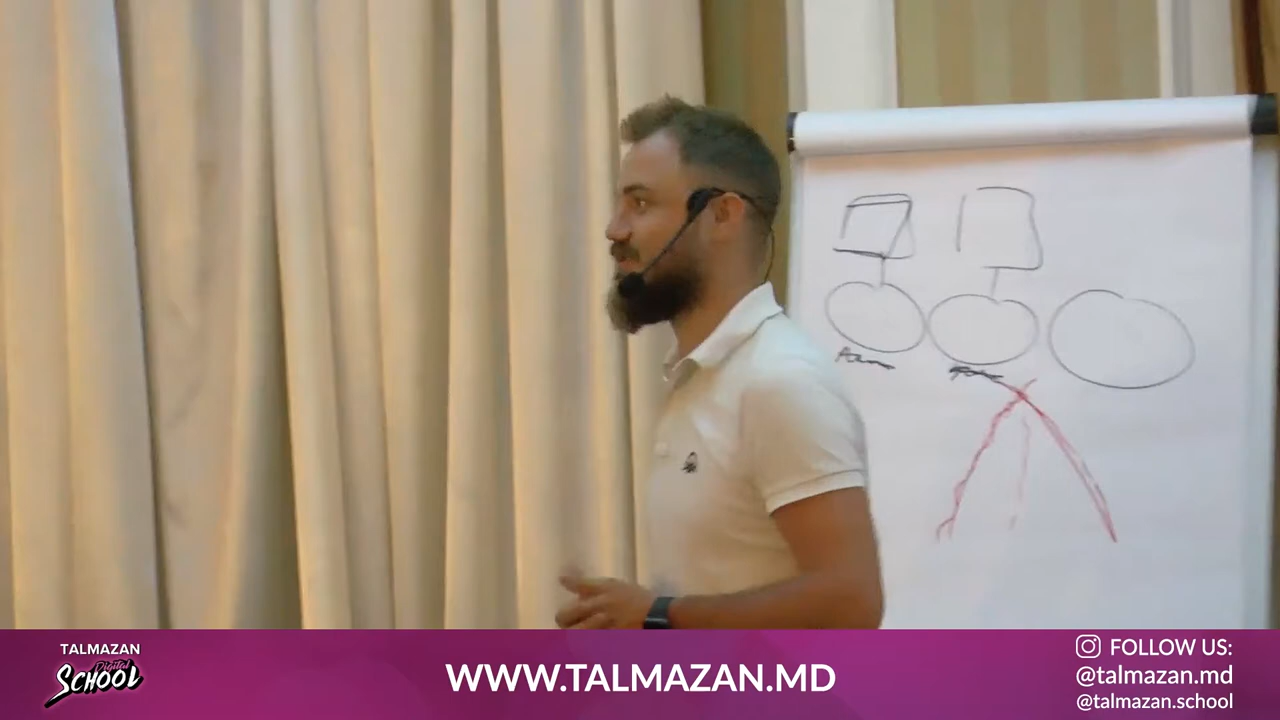 TALMAZAN
Digital
SCHOOL
WWW.TALMAZAN.MD
FOLLOW US:
@talmazan.md
@talmazan.school